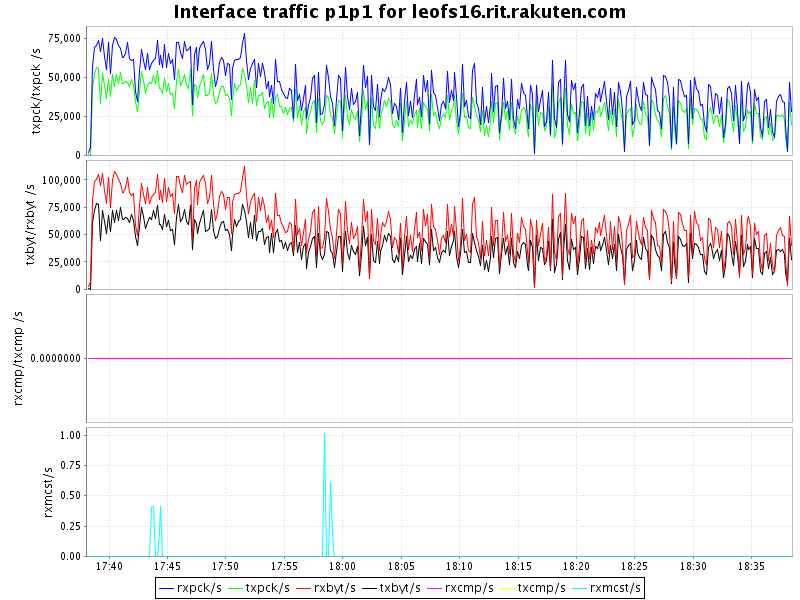 Interface traffic p1p1 for leofs16.rit.rakuten.com
txpck/txpck /s
75,000
50,000
25,000
0
txbyt/rxbyt /s
100,000
75,000
50,000
25,000
0
rxcmp/txcmp /s
0.0000000
rxmcst/s
1.00
0.75
0.50
0.25
0.00
17:40 17:45 17:50 17:55 18:00 18:05 18:10 18:15 18:20 18:25 18:30 18:35
rxpck/s txpck/s rxbyt/s txbyt/s rxcmp/s txcmp/s rxmcst/s